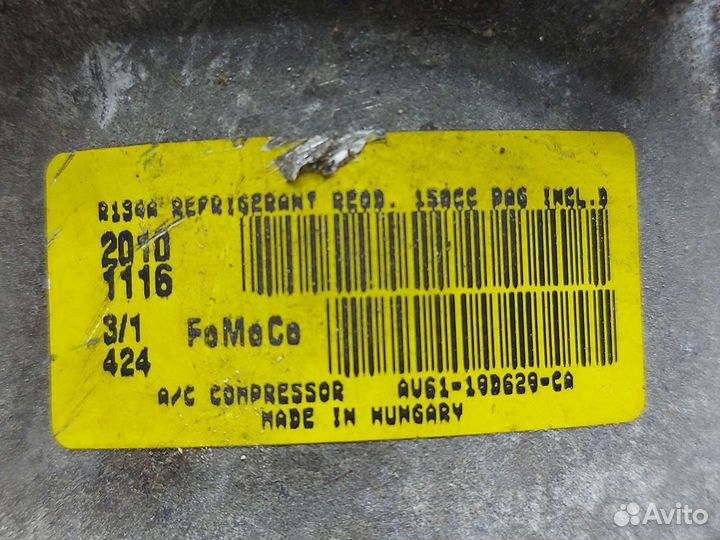 R134A REFRIGERANT REQD. 150CC PAG INCL.D
2010
1116
3/1 FoMoCo
424
A/C COMPRESSOR AV61-19D629-CA
MADE IN HUNGARY
Avito